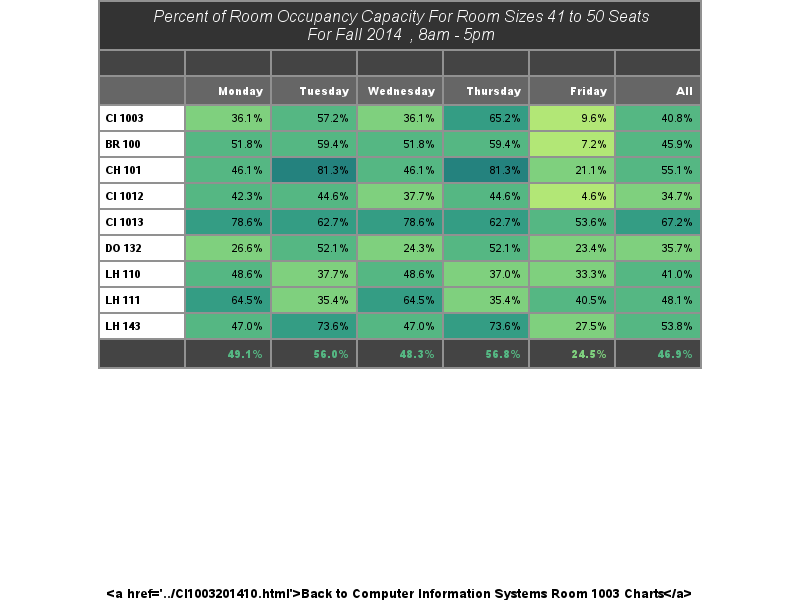 Percent of Room Occupancy Capacity For Room Sizes 41 to 50 Seats
For Fall 2014 , 8am - 5pm
Monday Tuesday Wednesday Thursday Friday All
CI 1003 36.1% 57.2% 36.1% 65.2% 9.6% 40.8%
BR 100 51.8% 59.4% 51.8% 59.4% 7.2% 45.9%
CH 101 46.1% 81.3% 46.1% 81.3% 21.1% 55.1%
CI 1012 42.3% 44.6% 37.7% 44.6% 4.6% 34.7%
CI 1013 78.6% 62.7% 78.6% 62.7% 53.6% 67.2%
DO 132 26.6% 52.1% 24.3% 52.1% 23.4% 35.7%
LH 110 48.6% 37.7% 48.6% 37.0% 33.3% 41.0%
LH 111 64.5% 35.4% 64.5% 35.4% 40.5% 48.1%
LH 143 47.0% 73.6% 47.0% 73.6% 27.5% 53.8%
49.1% 56.0% 48.3% 56.8% 24.5% 46.9%
<a href='../CI1003201410.html'>Back to Computer Information Systems Room 1003 Charts</a>